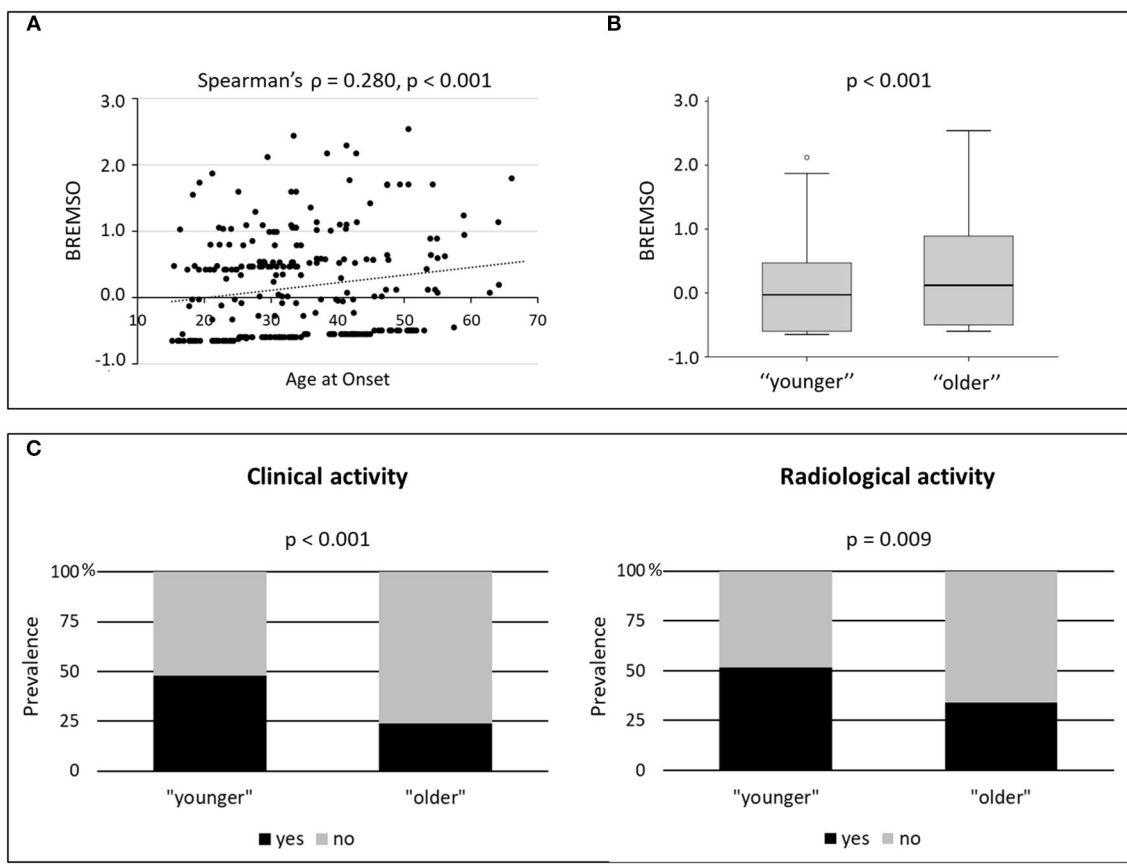 A
Spearman's ρ = 0.280, p < 0.001
3.0
2.0
1.0
0.0
-1.0
BREMSO
10 20 30 40 50 60 70
Age at Onset
B
p < 0.001
3.0
2.0
1.0
0.0
-1.0
BREMSO
“younger” “older”
C
Clinical activity
p < 0.001
100%
75
50
25
0
Prevalence
"younger" "older"
yes no
Radiological activity
p = 0.009
100%
75
50
25
0
Prevalence
"younger" "older"
yes no